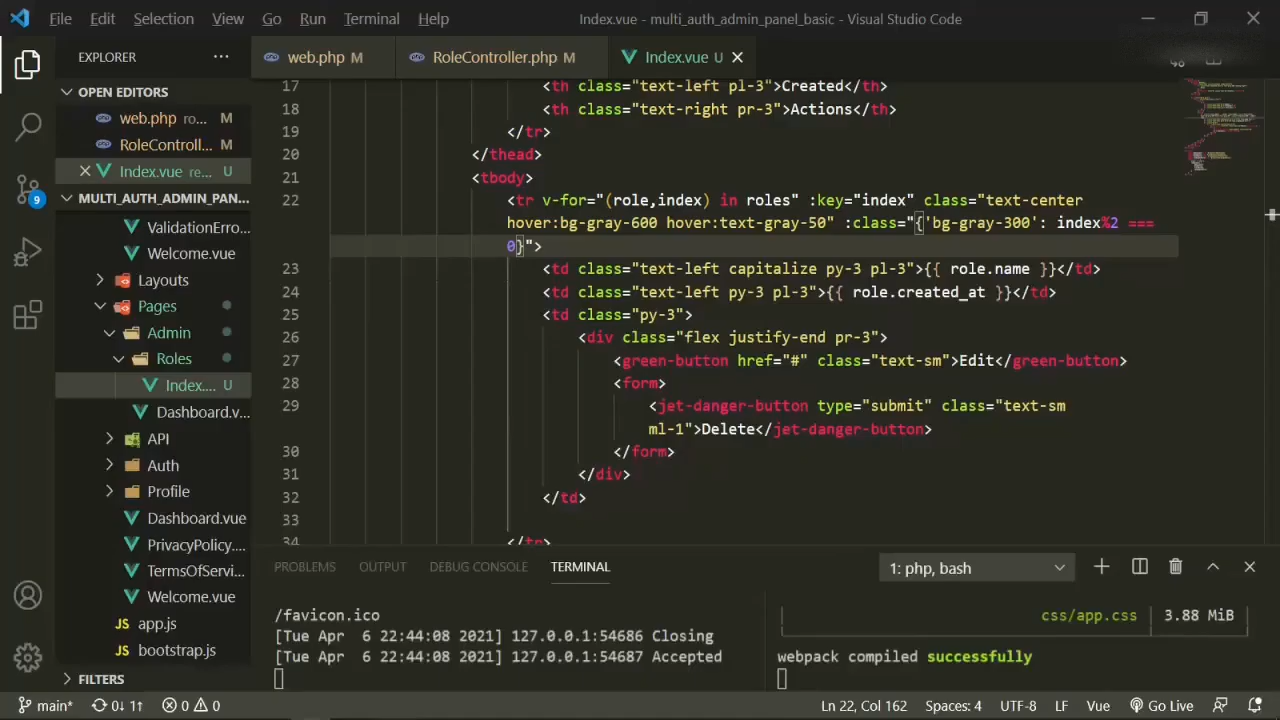 File Edit Selection View Go Run Terminal Help Index.vue - multi_auth_admin_panel_basic - Visual Studio Code
EXPLORER ... web.php M RoleController.php M Index.vue U
OPEN EDITORS
web.php ro... M
RoleControll... M
Index.vue re... U
MULTI_AUTH_ADMIN_PAN...
ValidationErro...
Welcome.vue
Layouts
Pages
Admin
Roles
Index.... U
Dashboard.v...
API
Auth
Profile
Dashboard.vue
PrivacyPolicy....
TermsOfServi...
Welcome.vue
JS app.js
JS bootstrap.js
FILTERS
9
17 <th class="text-left pl-3">Created</th>
18 <th class="text-right pr-3">Actions</th>
19 </tr>
20 </thead>
21 <tbody>
22 <tr v-for="(role,index) in roles" :key="index" class="text-center
hover:bg-gray-600 hover:text-gray-50" :class="{'bg-gray-300': index%2 ===
0}">
23 <td class="text-left capitalize py-3 pl-3">{{ role.name }}</td>
24 <td class="text-left py-3 pl-3">{{ role.created_at }}</td>
25 <td class="py-3">
26 <div class="flex justify-end pr-3">
27 <green-button href="#" class="text-sm">Edit</green-button>
28 <form>
29 <jet-danger-button type="submit" class="text-sm
ml-1">Delete</jet-danger-button>
30 </form>
31 </div>
32 </td>
33
34 </tr>
PROBLEMS OUTPUT DEBUG CONSOLE TERMINAL 1: php, bash
/favicon.ico
[Tue Apr  6 22:44:08 2021] 127.0.0.1:54686 Closing
[Tue Apr  6 22:44:08 2021] 127.0.0.1:54687 Accepted
css/app.css | 3.88 MiB
webpack compiled successfully
main* 0↓ 1↑ 0 0 Ln 22, Col 162 Spaces: 4 UTF-8 LF Vue Go Live